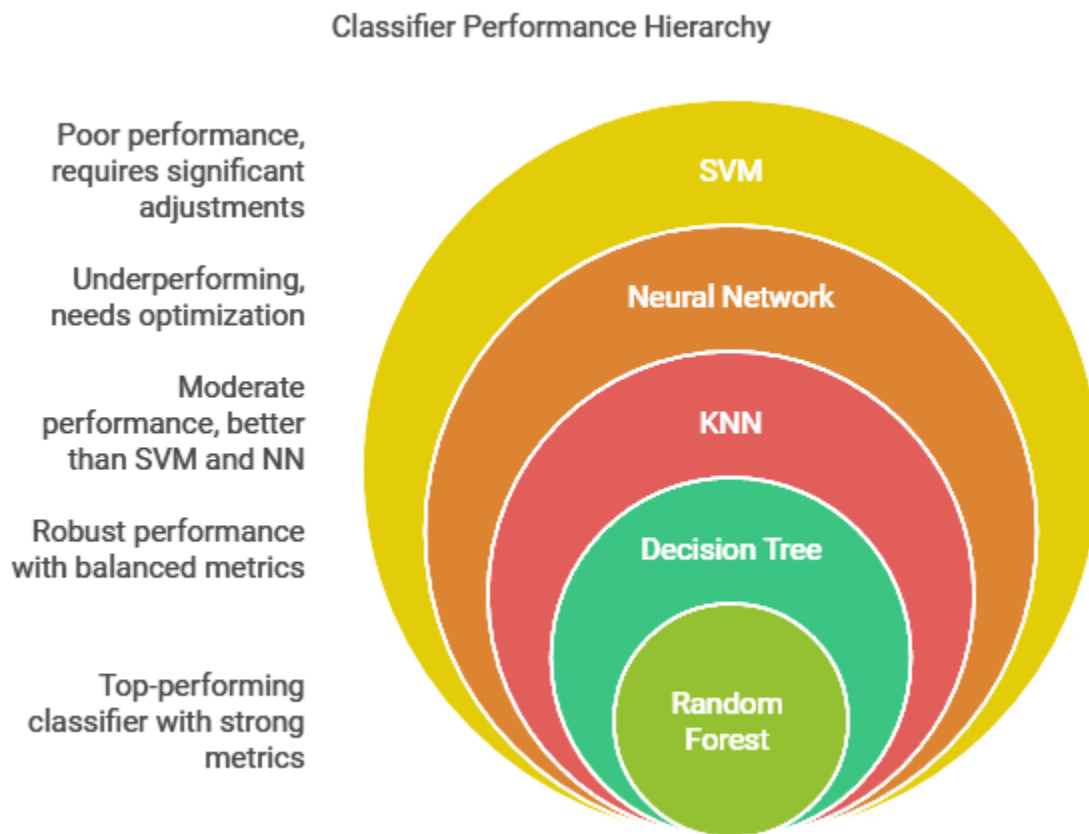 Classifier Performance Hierarchy
Poor performance,
requires significant
adjustments
SVM
Underperforming,
needs optimization
Neural Network
Moderate
performance, better
than SVM and NN
KNN
Robust performance
with balanced metrics
Decision Tree
Top-performing
classifier with strong
metrics
Random
Forest